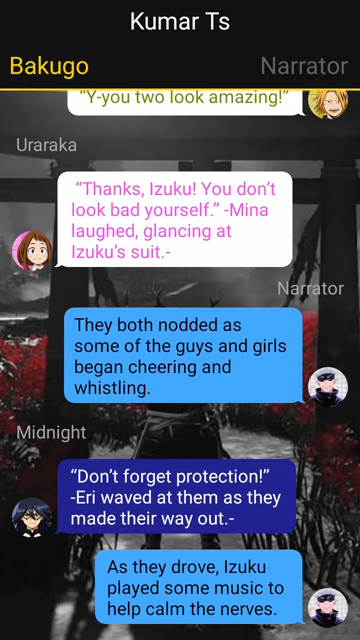 Kumar Ts
Bakugo
Narrator
“Y-you two look amazing!”
Uraraka
“Thanks, Izuku! You don’t
look bad yourself.” -Mina
laughed, glancing at
Izuku’s suit.-
Narrator
They both nodded as
some of the guys and girls
began cheering and
whistling.
Midnight
“Don’t forget protection!”
-Eri waved at them as they
made their way out.-
As they drove, Izuku
played some music to
help calm the nerves.